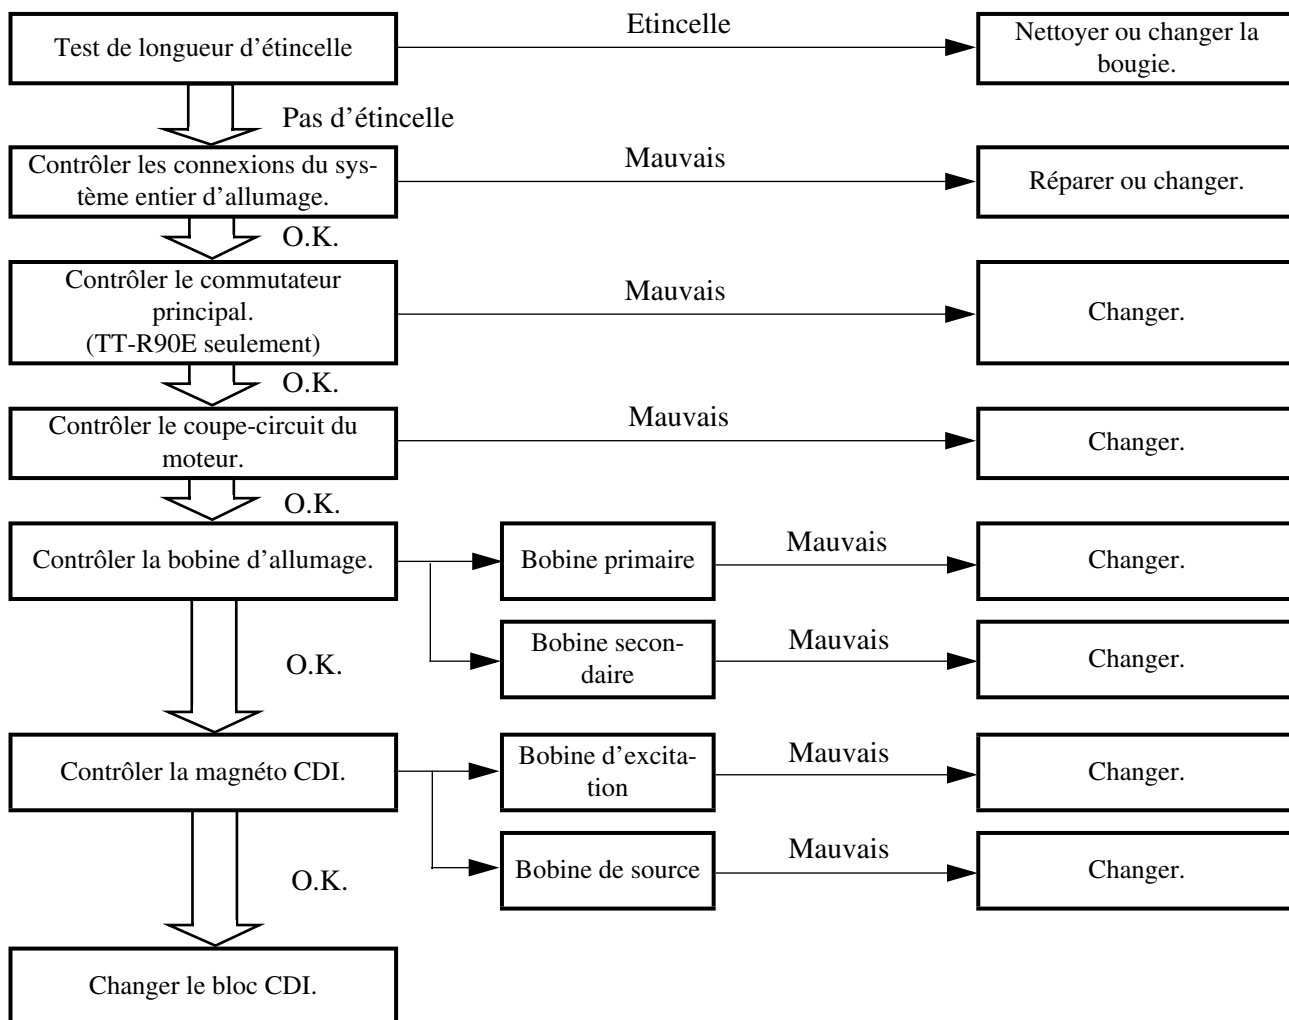 Test de longueur d’étincelle
Etincelle
Nettoyer ou changer la
bougie.
Pas d’étincelle
Contrôler les connexions du sys-
tème entier d’allumage.
Mauvais
Réparer ou changer.
O.K.
Contrôler le commutateur
principal.
(TT-R90E seulement)
Mauvais
Changer.
O.K.
Contrôler le coupe-circuit du
moteur.
Mauvais
Changer.
O.K.
Contrôler la bobine d’allumage.
Bobine primaire
Mauvais
Changer.
Bobine secon-
daire
Mauvais
Changer.
O.K.
Contrôler la magnéto CDI.
Bobine d’excita-
tion
Mauvais
Changer.
Bobine de source
Mauvais
Changer.
O.K.
Changer le bloc CDI.